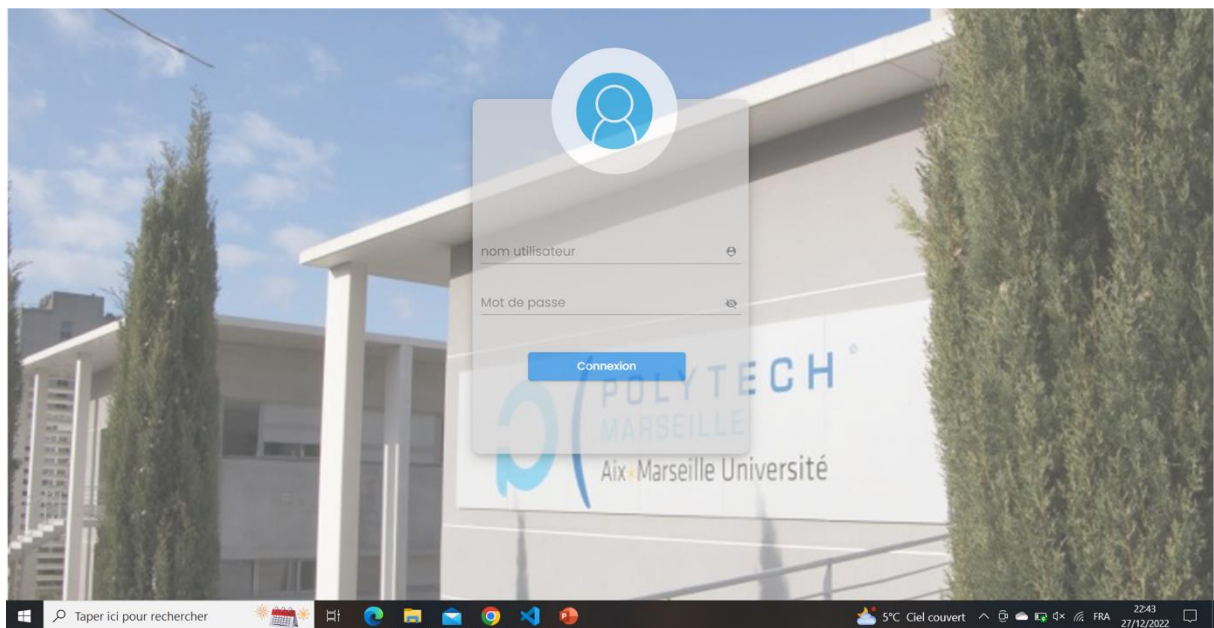 nom utilisateur
Mot de passe
Connexion
POLYTECH
MARSEILLE
Aix*Marseille Université
Taper ici pour rechercher
5°C Ciel couvert
FRA
22:43
27/12/2022